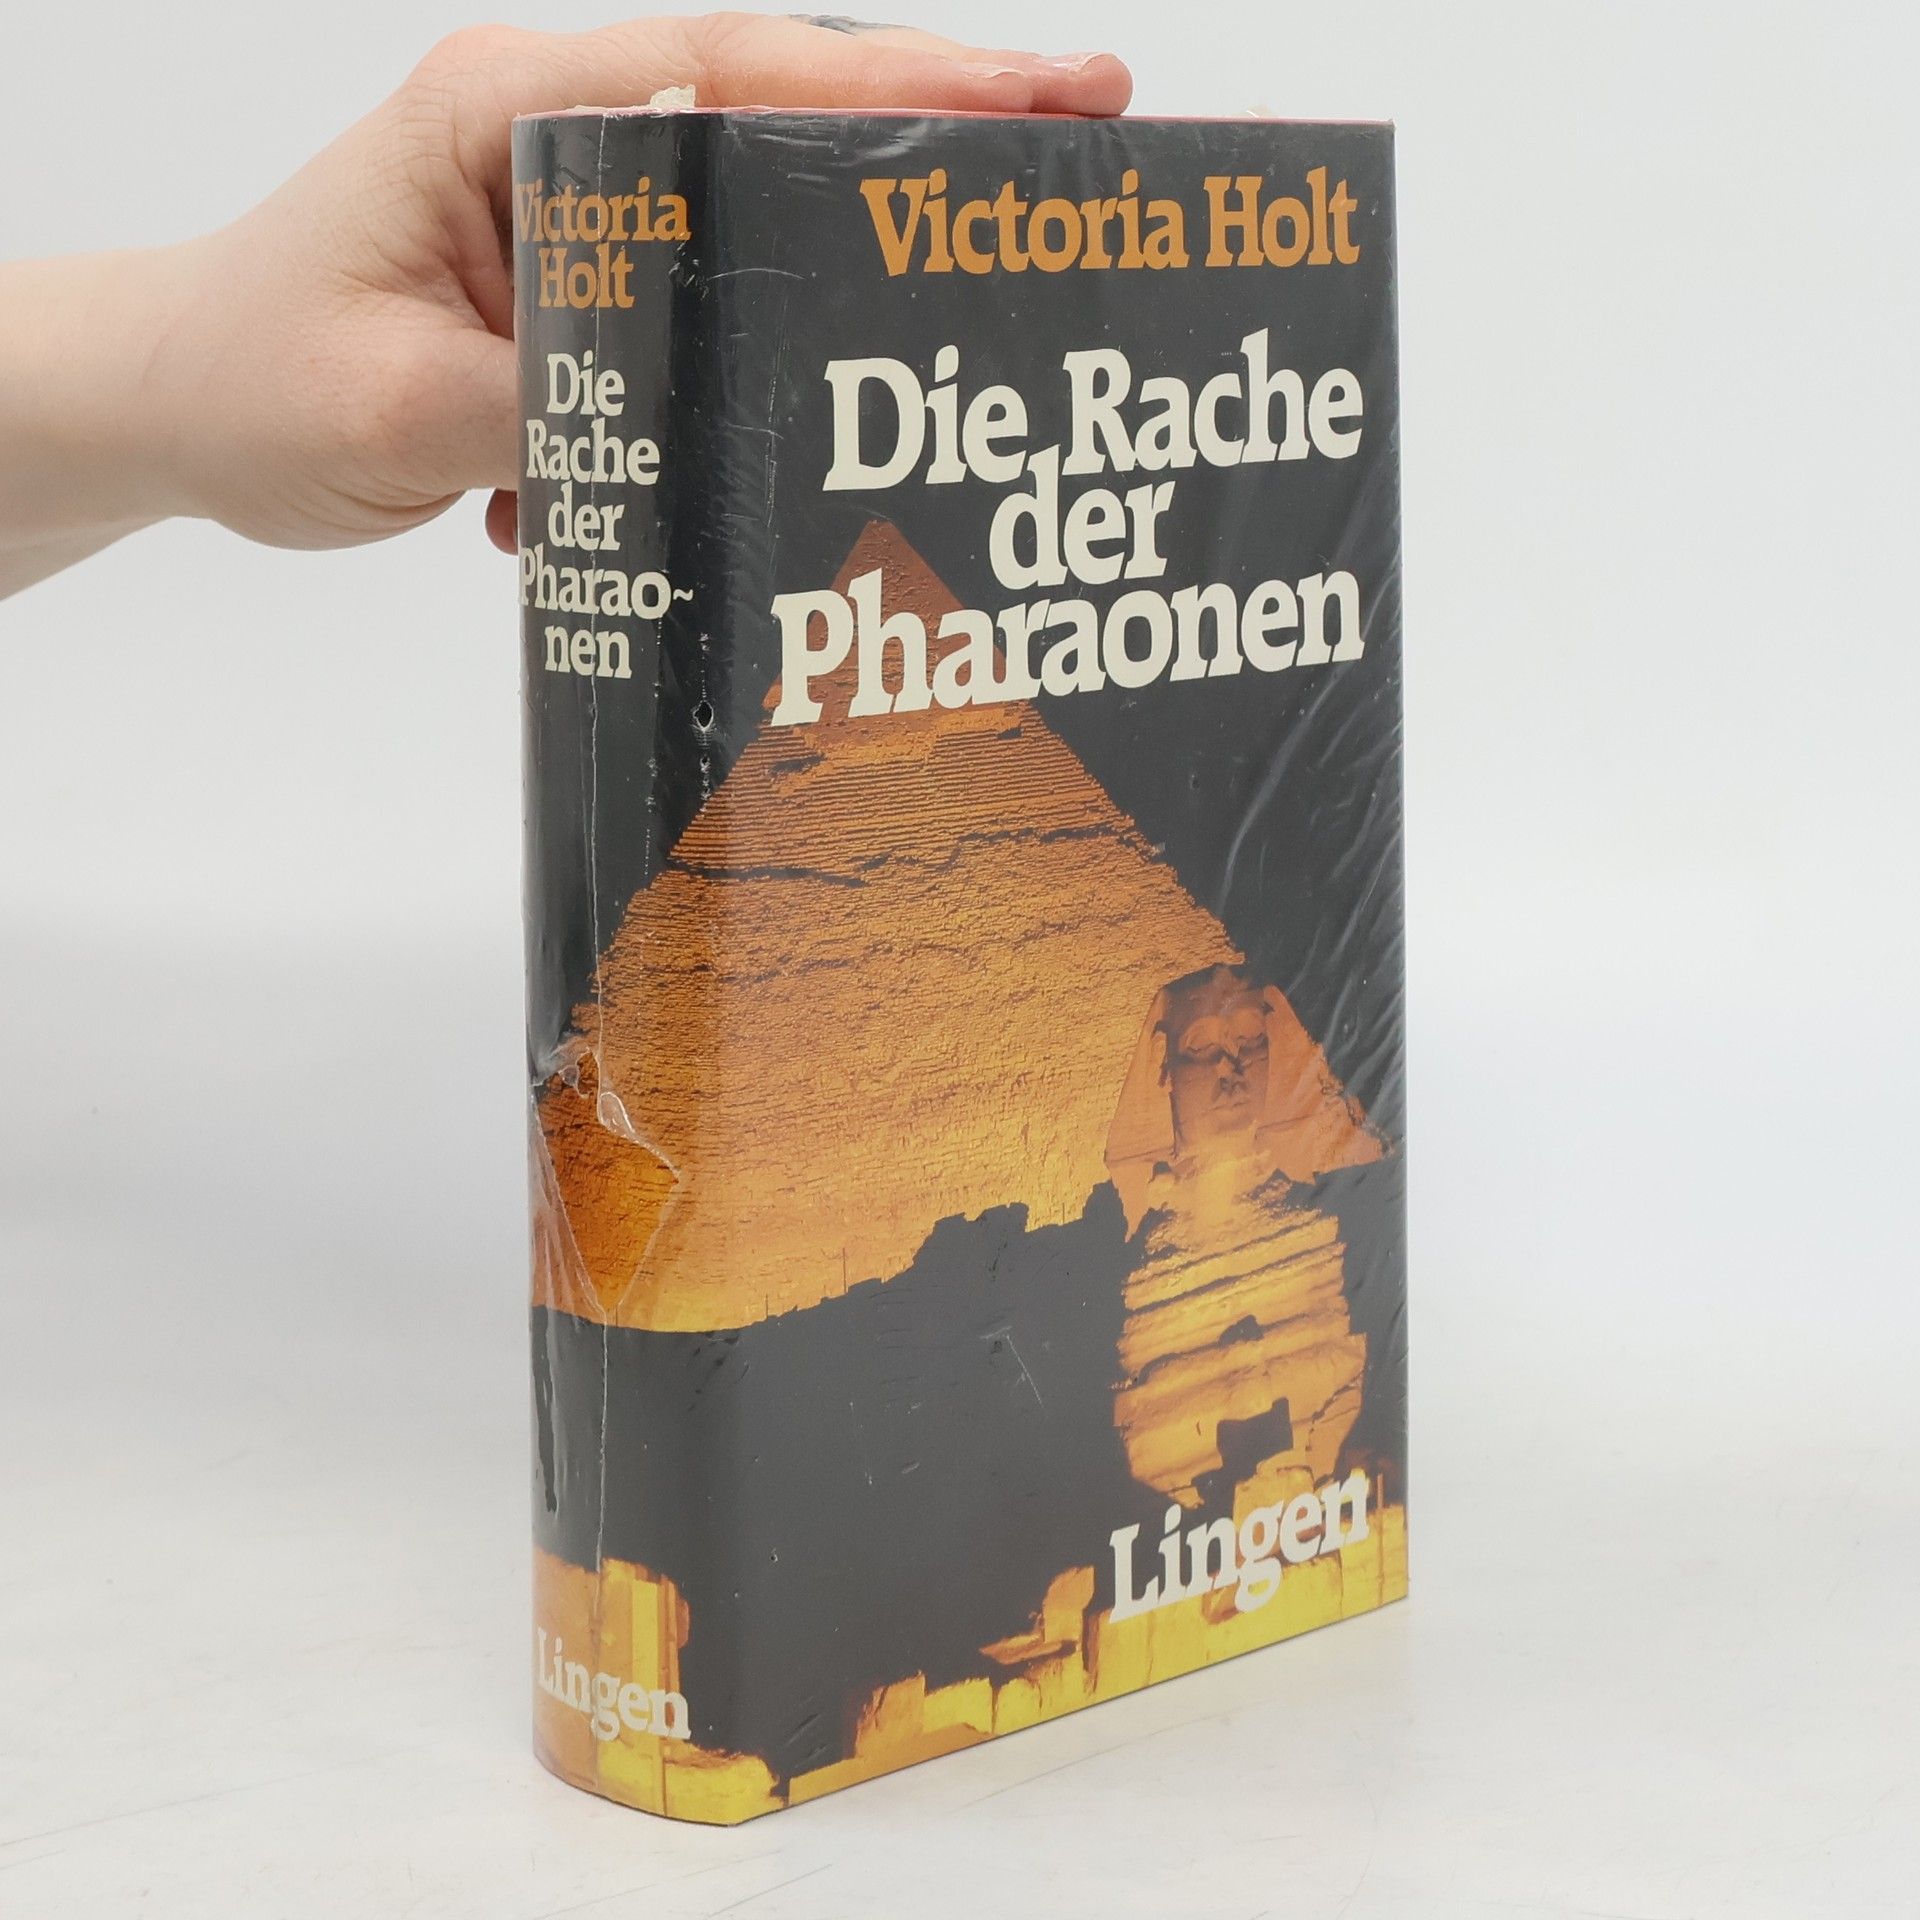 Victoria
Holt
Die
Rache
der
Pharao~
nen
Lingen
Victoria Holt
Die Rache
der
Pharaonen
Lingen